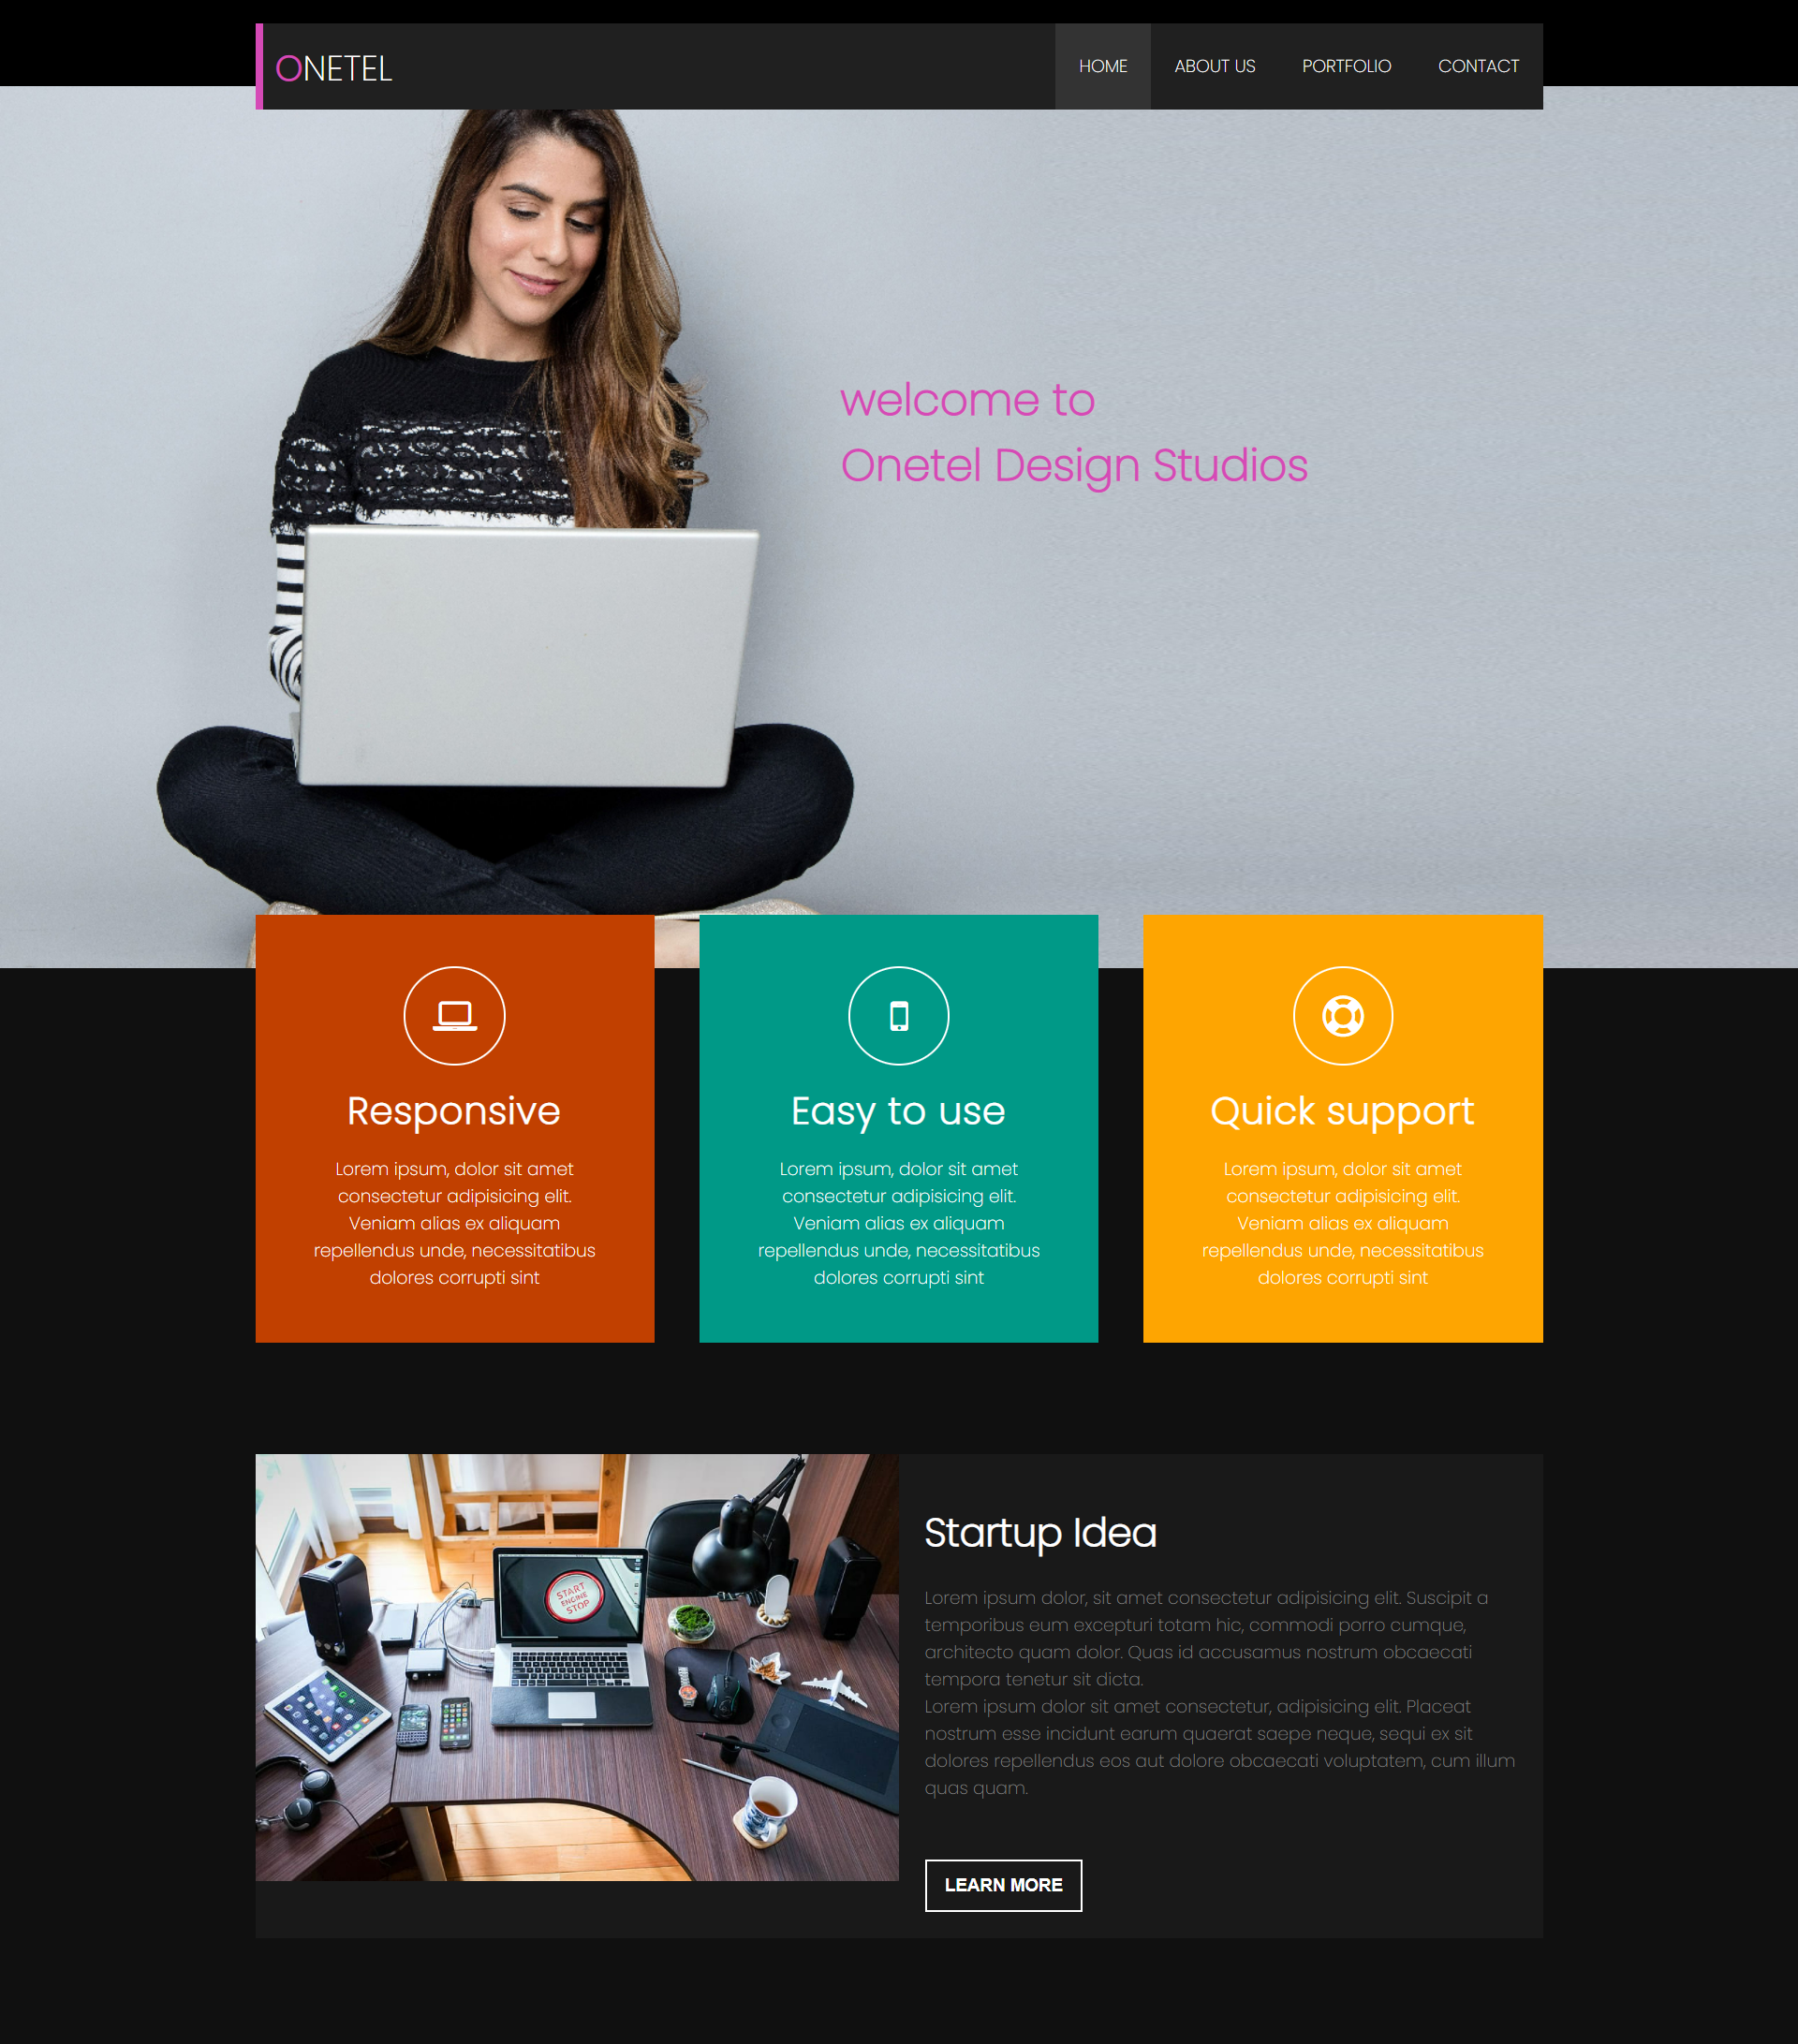 ONETEL
HOME ABOUT US PORTFOLIO CONTACT
welcome to
Onetel Design Studios
Responsive
Lorem ipsum, dolor sit amet
consectetur adipisicing elit.
Veniam alias ex aliquam
repellendus unde, necessitatibus
dolores corrupti sint
Easy to use
Lorem ipsum, dolor sit amet
consectetur adipisicing elit.
Veniam alias ex aliquam
repellendus unde, necessitatibus
dolores corrupti sint
Quick support
Lorem ipsum, dolor sit amet
consectetur adipisicing elit.
Veniam alias ex aliquam
repellendus unde, necessitatibus
dolores corrupti sint
START
ENGINE
STOP
Startup Idea
Lorem ipsum dolor, sit amet consectetur adipisicing elit. Suscipit a
temporibus eum excepturi totam hic, commodi porro cumque,
architecto quam dolor. Quas id accusamus nostrum obcaecati
tempora tenetur sit dicta.
Lorem ipsum dolor sit amet consectetur, adipisicing elit. Placeat
nostrum esse incidunt earum quaerat saepe neque, sequi ex sit
dolores repellendus eos aut dolore obcaecati voluptatem, cum illum
quas quam.
LEARN MORE